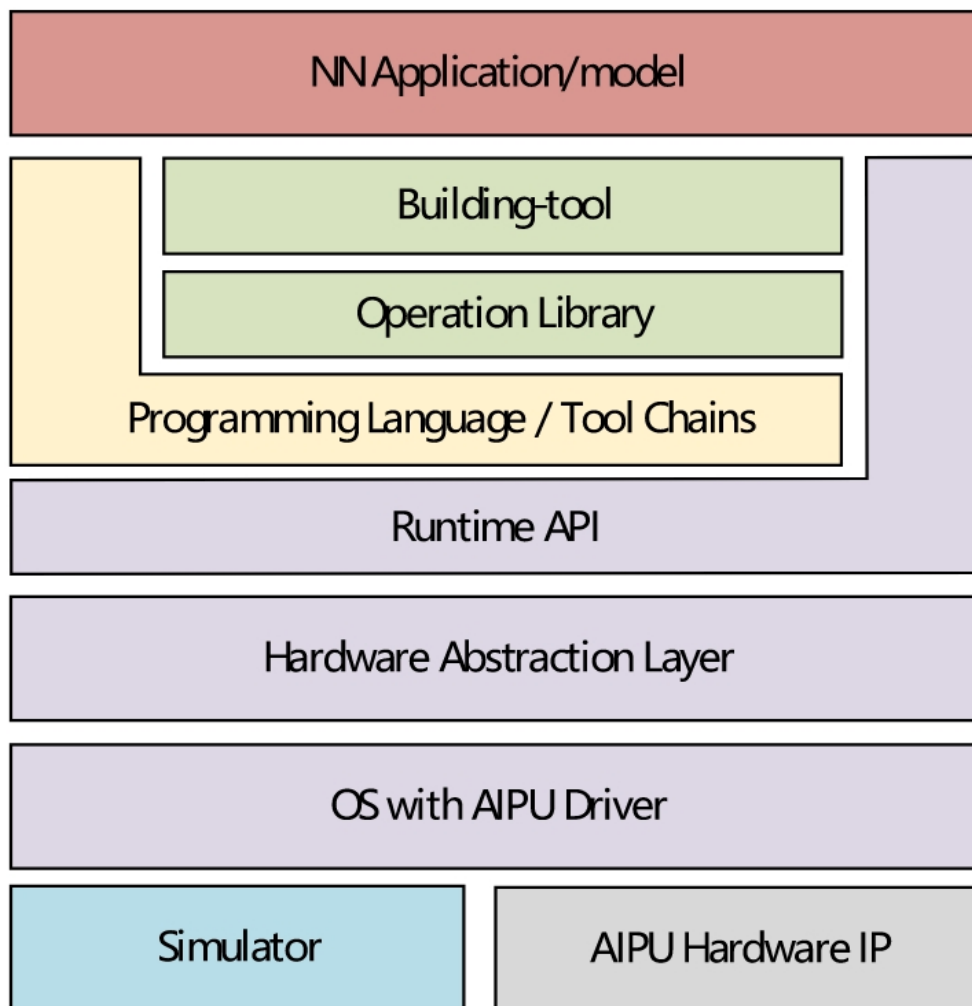 NN Application/model
Building-tool
Operation Library
Programming Language / Tool Chains
Runtime API
Hardware Abstraction Layer
OS with AIPU Driver
Simulator
AIPU Hardware IP